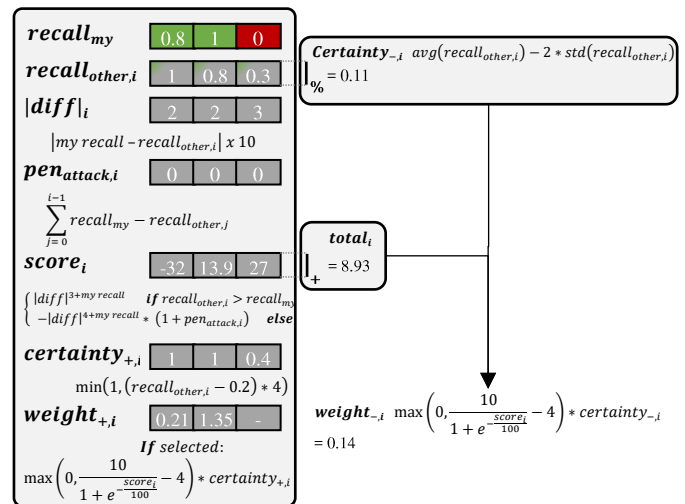 recall_my 0.8 1 0
recall_other,i 1 0.8 0.3
|diff|_i 2 2 3
|my recall – recall_other,i| x 10
pen_attack,i 0 0 0
∑_{j=0}^{i−1} recall_my − recall_other,j
score_i -32 13.9 27
{ |diff|^{3+my recall} if recall_other,i > recall_my
−|diff|^{4+my recall} * (1 + pen_attack,i) else
certainty_+,i 1 1 0.4
min(1, (recall_other,i − 0.2) * 4)
weight_+,i 0.21 1.35 -
If selected:
max(0, 10 / (1 + e^{−score_i/100}) − 4) * certainty_+,i
Certainty_−,i avg(recall_other,i) − 2 * std(recall_other,i)
|_% = 0.11
total_i
|_+ = 8.93
weight_−,i max(0, 10 / (1 + e^{−score_i/100}) − 4) * certainty_−,i
= 0.14